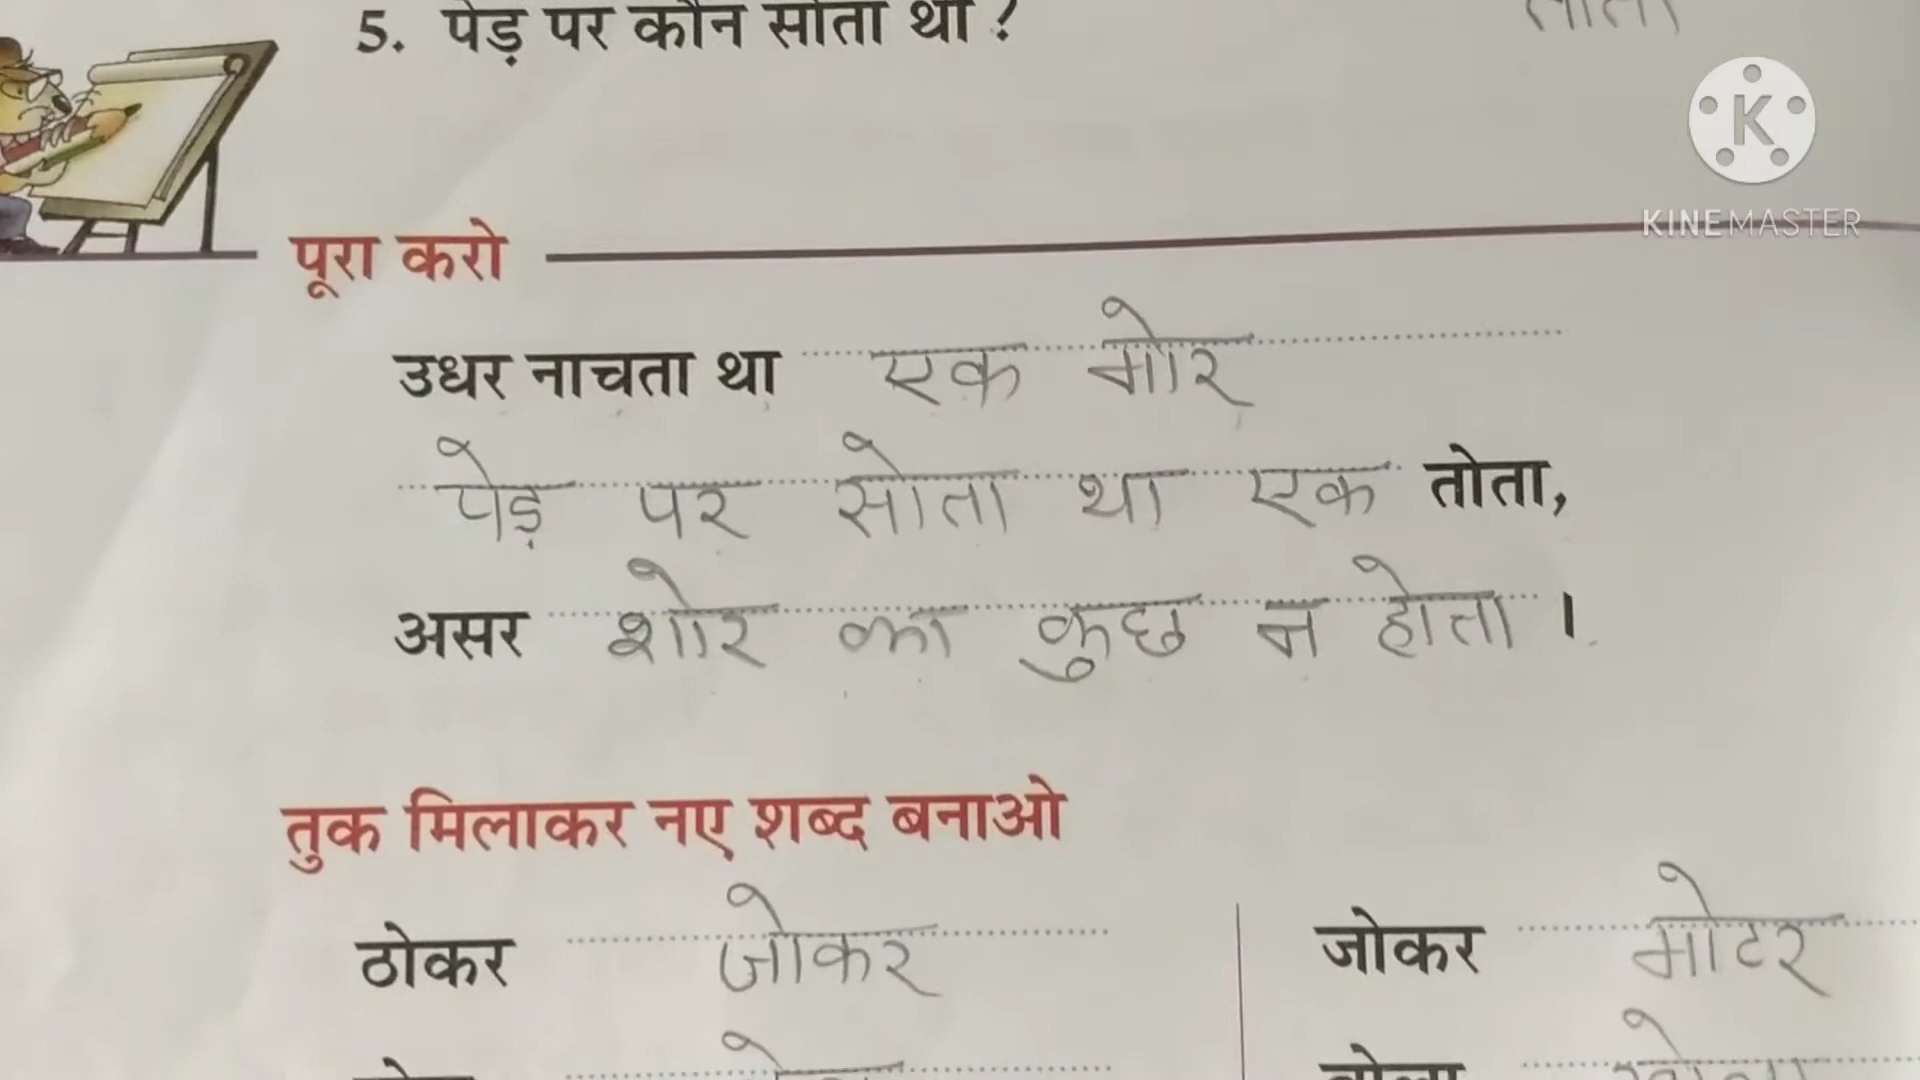 5. पेड़ पर कौन सोता था ? तोता
KINEMASTER
पूरा करो
उधर नाचता था एक मोर
पेड़ पर सोता था एक तोता,
असर शोर का कुछ न होता ।
तुक मिलाकर नए शब्द बनाओ
ठोकर जोकर जोकर मोटर